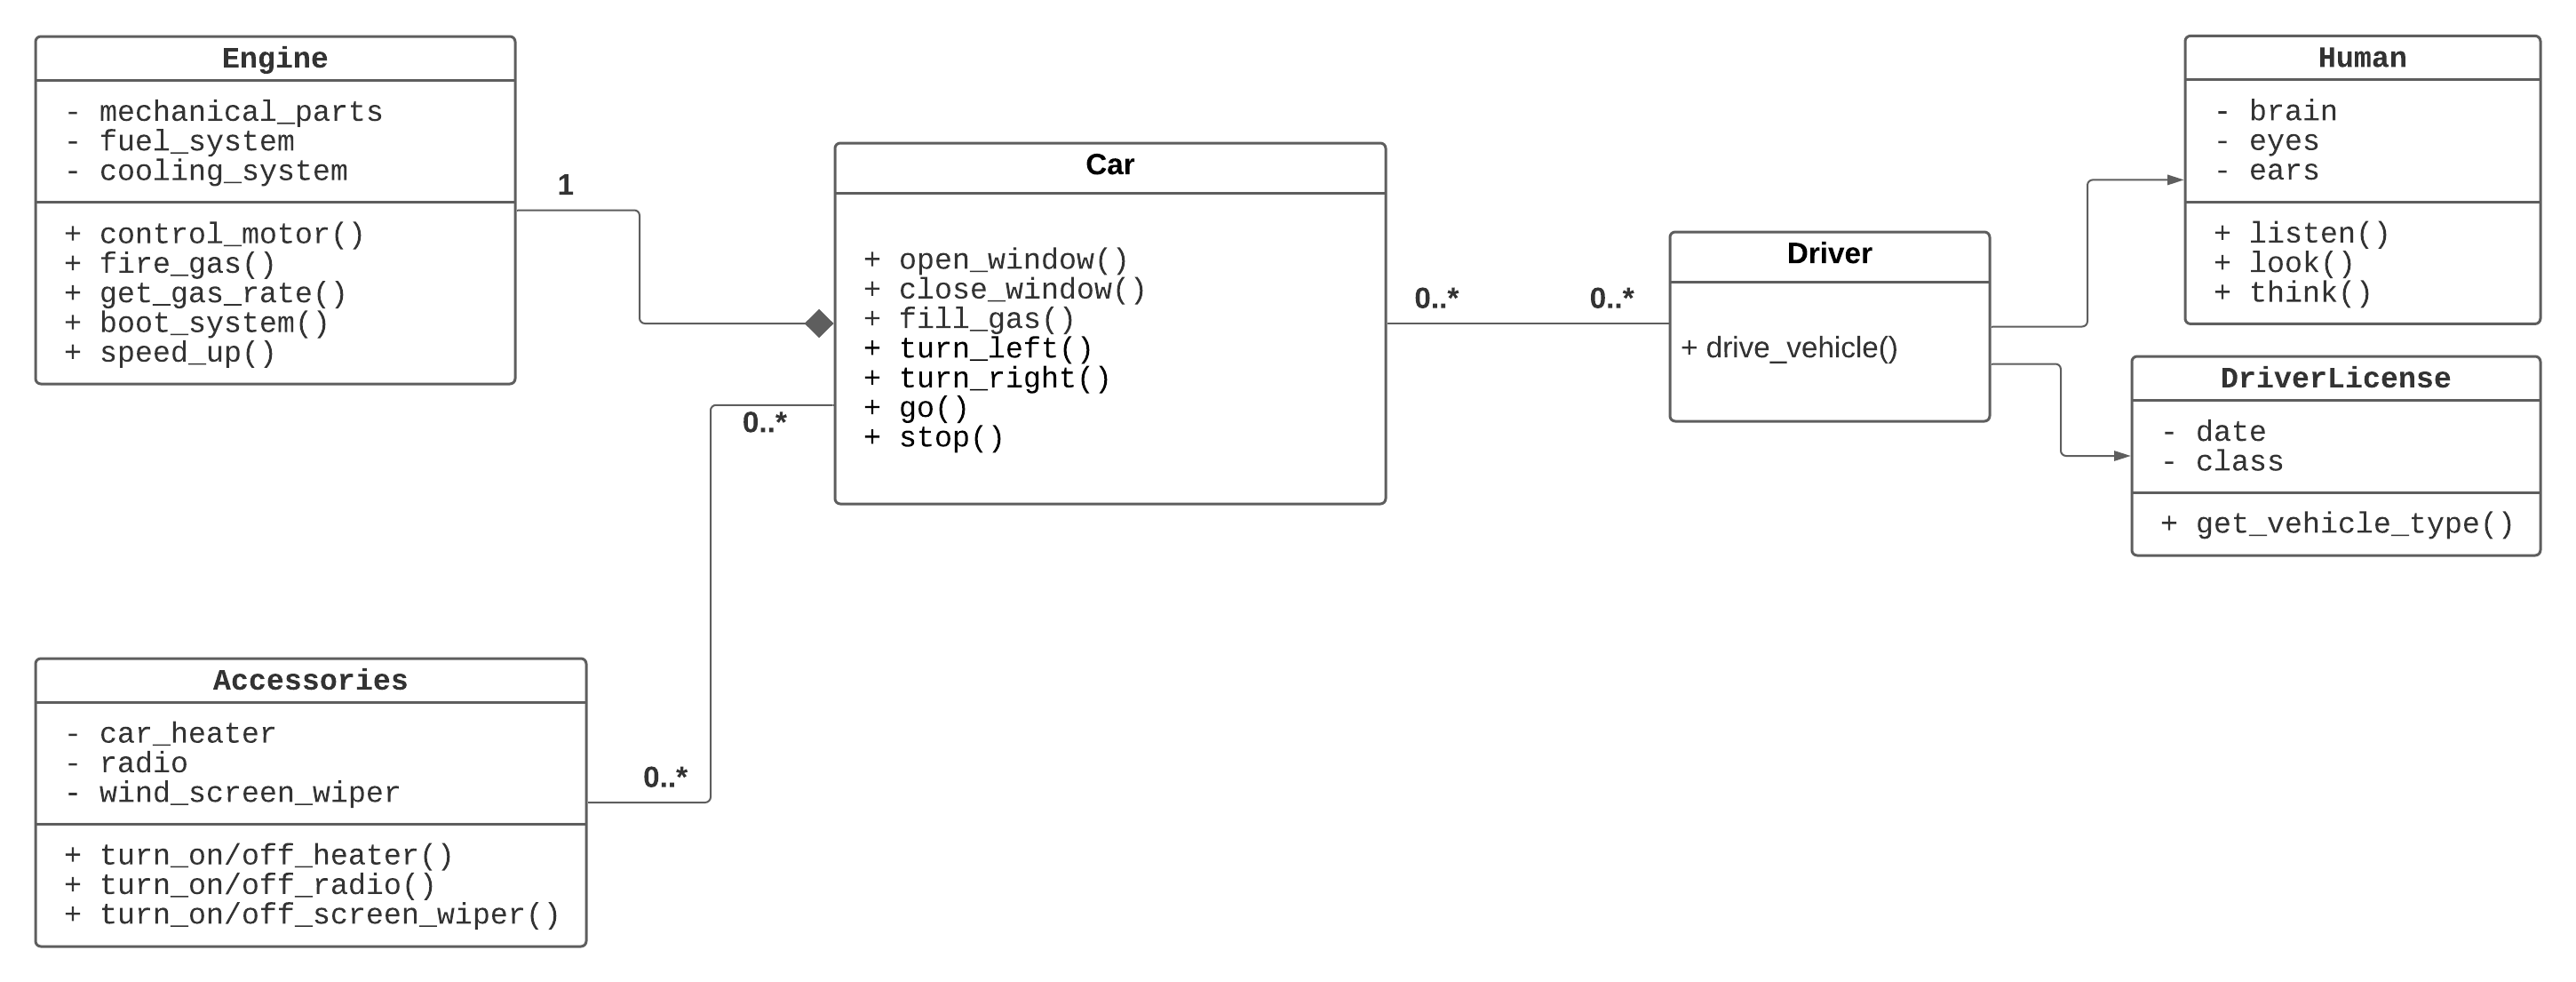 Engine
- mechanical_parts
- fuel_system
- cooling_system
+ control_motor()
+ fire_gas()
+ get_gas_rate()
+ boot_system()
+ speed_up()
1
Car
+ open_window()
+ close_window()
+ fill_gas()
+ turn_left()
+ turn_right()
+ go()
+ stop()
0..*
0..*
Driver
+ drive_vehicle()
Human
- brain
- eyes
- ears
+ listen()
+ look()
+ think()
DriverLicense
- date
- class
+ get_vehicle_type()
0..*
0..*
Accessories
- car_heater
- radio
- wind_screen_wiper
+ turn_on/off_heater()
+ turn_on/off_radio()
+ turn_on/off_screen_wiper()